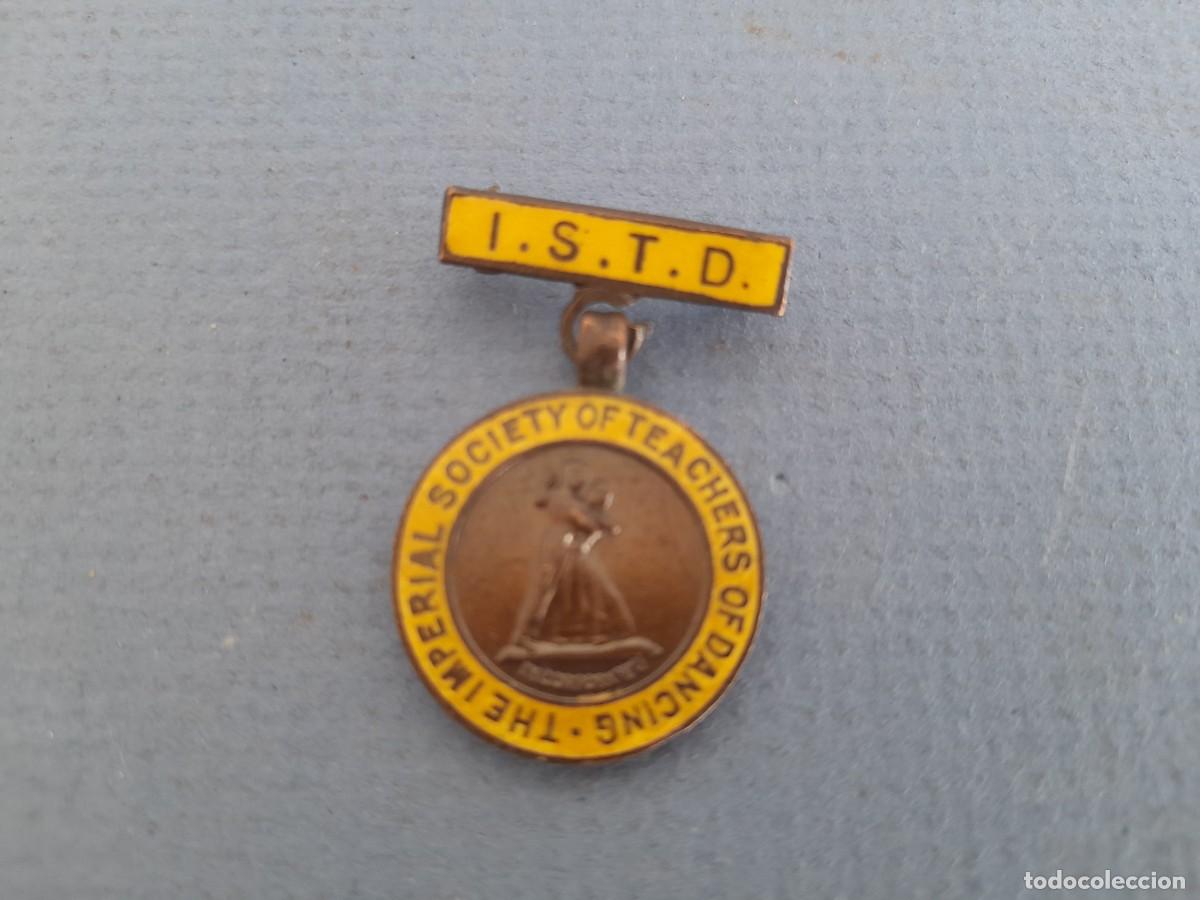 I.S.T.D.
THE IMPERIAL SOCIETY OF TEACHERS OF DANCING ·
todocoleccion